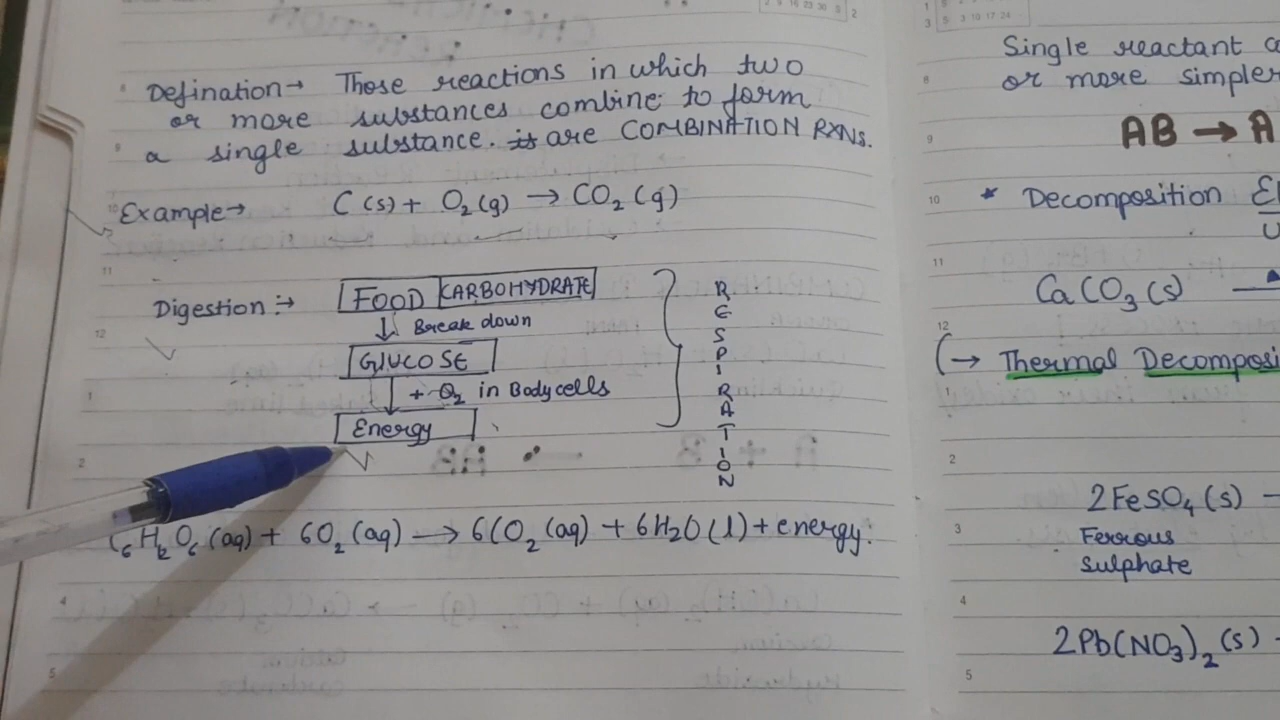 Defination → Those reactions in which two
or more substances combine to form
a single substance. are COMBINATION RXNS.
Example → C (s) + O₂ (g) → CO₂ (g)
Digestion :→ FOOD CARBOHYDRATE
↓ Break down
GLUCOSE
↓ + O₂ in Body cells
Energy
RESPIRATION
C₆H₁₂O₆ (aq) + 6O₂ (aq) → 6CO₂ (aq) + 6H₂O (l) + energy.
Single reactant
or more simpler
AB → A
* Decomposition
CaCO₃ (s)
(→ Thermal Decomposi
2FeSO₄ (s)
Ferrous
sulphate
2Pb(NO₃)₂ (s)